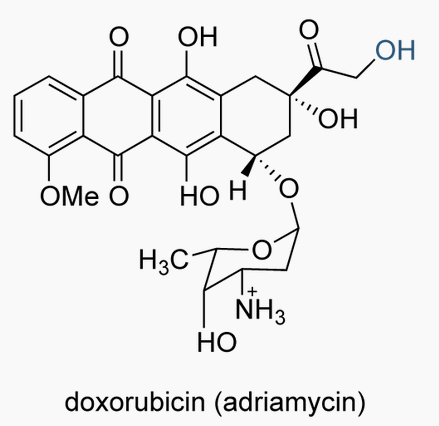 O OH O OH
OH
OMe O HO H O
H₃C O
NH₃⁺
HO
doxorubicin (adriamycin)